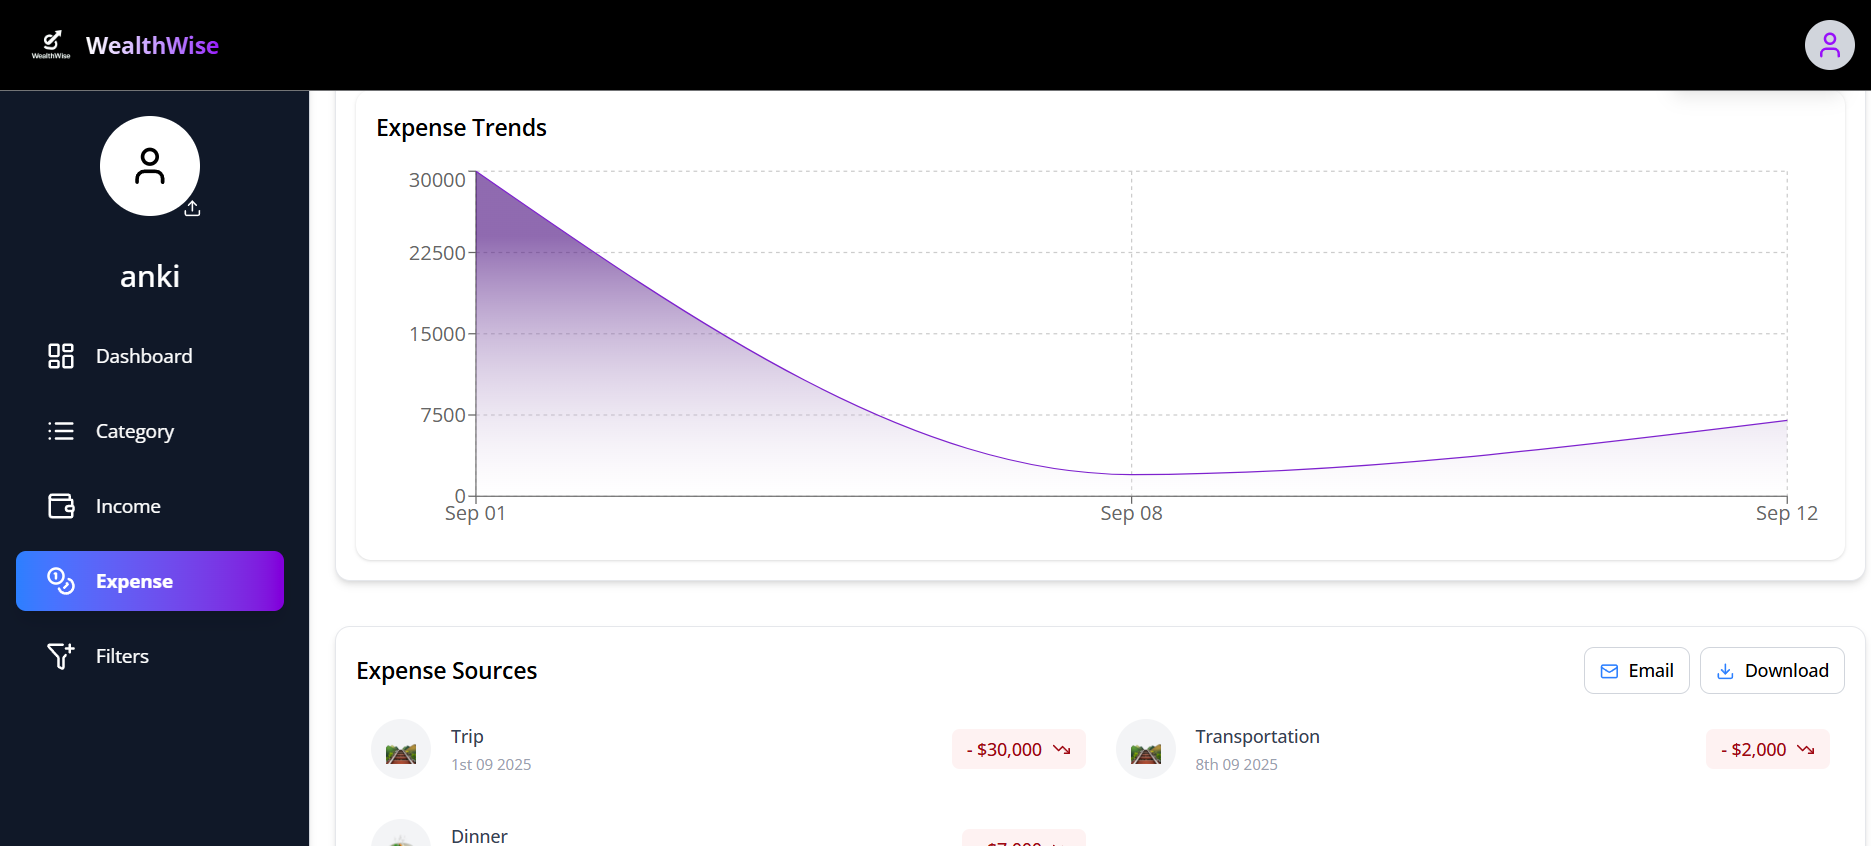 WealthWise
WealthWise
anki
Dashboard
Category
Income
Expense
Filters
Expense Trends
30000
22500
15000
7500
0
Sep 01
Sep 08
Sep 12
Expense Sources
Email
Download
Trip
1st 09 2025
- $30,000
Transportation
8th 09 2025
- $2,000
Dinner